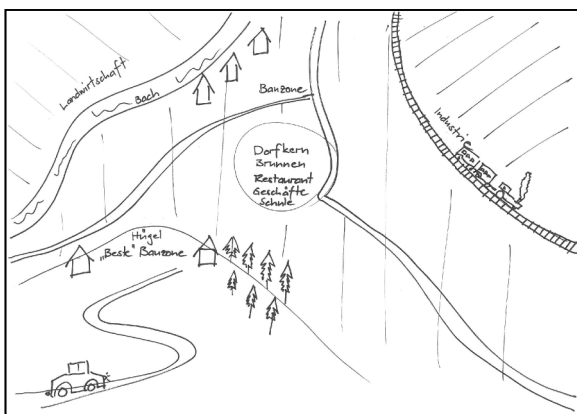 Landwirtschaft
Bach
Bauzone
Industrie
Dorfkern
Brunnen
Restaurant
Geschäfte
Schule
Hügel
„Beste" Bauzone